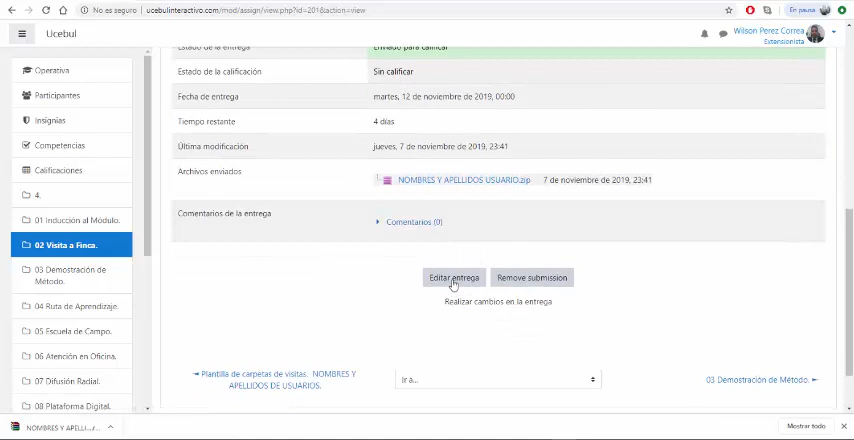 No es seguro | ucebulinteractivo.com/mod/assign/view.php?id=201&action=view
En pausa
Ucebul
Wilson Perez Correa
Extensionista
Operativa
Participantes
Insignias
Competencias
Calificaciones
4.
01 Inducción al Módulo.
02 Visita a Finca.
03 Demostración de
Método.
04 Ruta de Aprendizaje.
05 Escuela de Campo.
06 Atención en Oficina.
07 Difusión Radial.
08 Plataforma Digital.
Estado de la entrega
Enviado para calificar
Estado de la calificación
Sin calificar
Fecha de entrega
martes, 12 de noviembre de 2019, 00:00
Tiempo restante
4 días
Última modificación
jueves, 7 de noviembre de 2019, 23:41
Archivos enviados
NOMBRES Y APELLIDOS USUARIO.zip 7 de noviembre de 2019, 23:41
Comentarios de la entrega
Comentarios (0)
Editar entrega
Remove submission
Realizar cambios en la entrega
◄ Plantilla de carpetas de visitas. NOMBRES Y
APELLIDOS DE USUARIOS.
Ir a...
03 Demostración de Método. ►
NOMBRES Y APELLI..../...
Mostrar todo